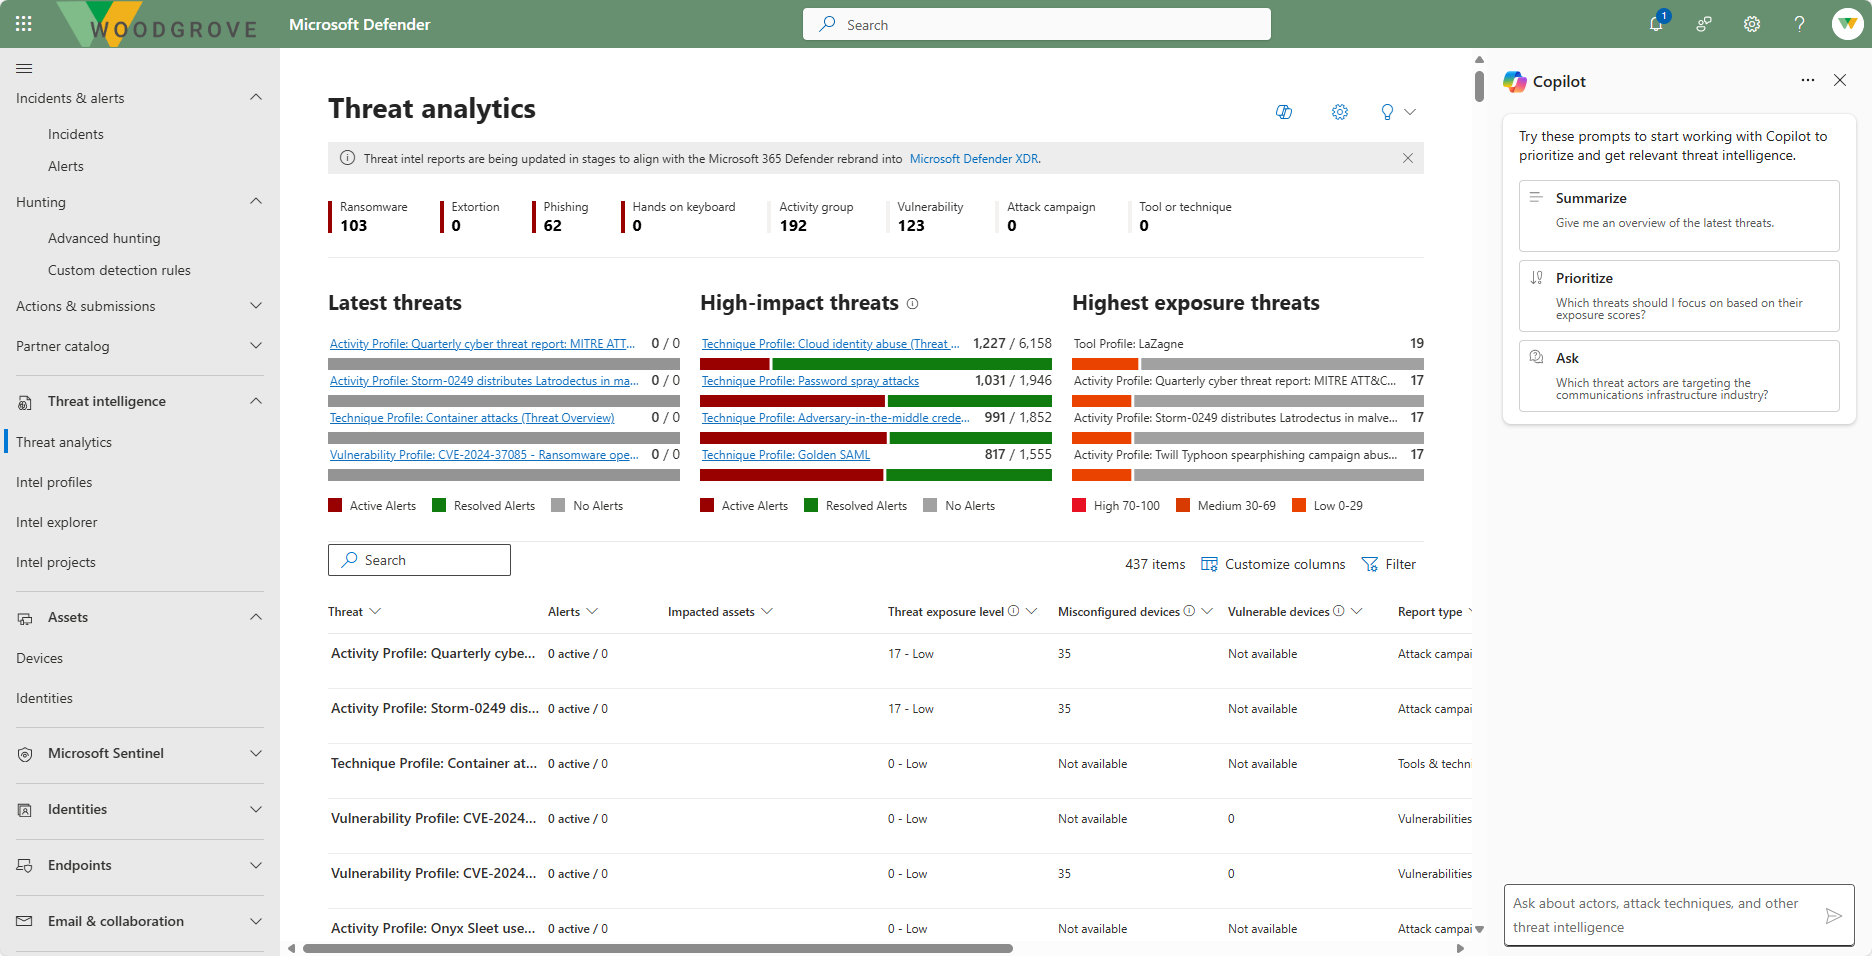 WOODGROVE
Microsoft Defender
Search
1
Incidents & alerts
Incidents
Alerts
Hunting
Advanced hunting
Custom detection rules
Actions & submissions
Partner catalog
Threat intelligence
Threat analytics
Intel profiles
Intel explorer
Intel projects
Assets
Devices
Identities
Microsoft Sentinel
Identities
Endpoints
Email & collaboration
Threat analytics
Threat intel reports are being updated in stages to align with the Microsoft 365 Defender rebrand into Microsoft Defender XDR.
Ransomware
103
Extortion
0
Phishing
62
Hands on keyboard
0
Activity group
192
Vulnerability
123
Attack campaign
0
Tool or technique
0
Latest threats
Activity Profile: Quarterly cyber threat report: MITRE ATT... 0 / 0
Activity Profile: Storm-0249 distributes Latrodectus in ma... 0 / 0
Technique Profile: Container attacks (Threat Overview) 0 / 0
Vulnerability Profile: CVE-2024-37085 - Ransomware ope... 0 / 0
Active Alerts Resolved Alerts No Alerts
High-impact threats
Technique Profile: Cloud identity abuse (Threat ... 1,227 / 6,158
Technique Profile: Password spray attacks 1,031 / 1,946
Technique Profile: Adversary-in-the-middle crede... 991 / 1,852
Technique Profile: Golden SAML 817 / 1,555
Active Alerts Resolved Alerts No Alerts
Highest exposure threats
Tool Profile: LaZagne 19
Activity Profile: Quarterly cyber threat report: MITRE ATT&C... 17
Activity Profile: Storm-0249 distributes Latrodectus in malve... 17
Activity Profile: Twill Typhoon spearphishing campaign abus... 17
High 70-100 Medium 30-69 Low 0-29
Search
437 items Customize columns Filter
Threat Alerts Impacted assets Threat exposure level Misconfigured devices Vulnerable devices Report type
Activity Profile: Quarterly cybe... 0 active / 0 17 - Low 35 Not available Attack campai
Activity Profile: Storm-0249 dis... 0 active / 0 17 - Low 35 Not available Attack campai
Technique Profile: Container at... 0 active / 0 0 - Low Not available Not available Tools & techn
Vulnerability Profile: CVE-2024... 0 active / 0 0 - Low Not available 0 Vulnerabilities
Vulnerability Profile: CVE-2024... 0 active / 0 0 - Low 35 0 Vulnerabilities
Activity Profile: Onyx Sleet use... 0 active / 0 0 - Low Not available Not available Attack campai
Copilot
Try these prompts to start working with Copilot to
prioritize and get relevant threat intelligence.
Summarize
Give me an overview of the latest threats.
Prioritize
Which threats should I focus on based on their
exposure scores?
Ask
Which threat actors are targeting the
communications infrastructure industry?
Ask about actors, attack techniques, and other
threat intelligence